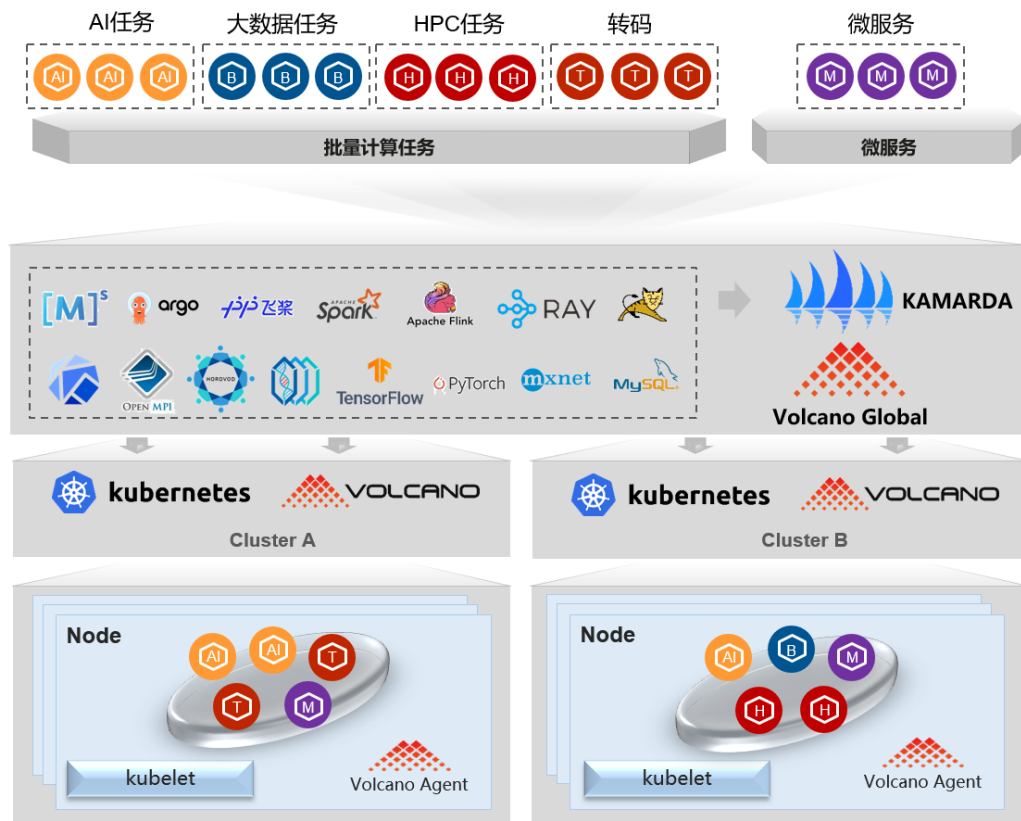 AI任务
大数据任务
HPC任务
转码
微服务
AI AI AI
B B B
H H H
T T T
M M M
批量计算任务
微服务
[M]s
argo
飞桨
APACHE Spark
Apache Flink
RAY
KAMARDA
OPEN MPI
HOROVOD
TensorFlow
PyTorch
mxnet
MySQL
Volcano Global
kubernetes
VOLCANO
Cluster A
kubernetes
VOLCANO
Cluster B
Node
AI
AI
T
T
M
kubelet
Volcano Agent
Node
AI
B
M
H
H
kubelet
Volcano Agent